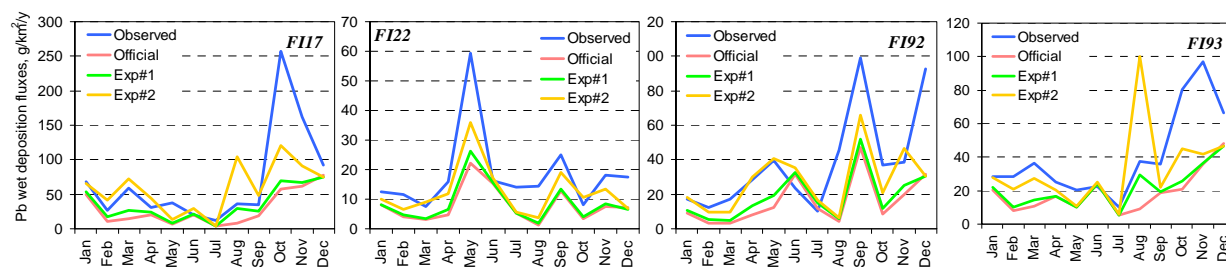 Pb wet deposition fluxes, g/km²/y
300
250
200
150
100
50
0
Observed
Official
Exp#1
Exp#2
FI17
Jan Feb Mar Apr May Jun Jul Aug Sep Oct Nov Dec
70
60
50
40
30
20
10
0
FI22
Observed
Official
Exp#1
Exp#2
Jan Feb Mar Apr May Jun Jul Aug Sep Oct Nov Dec
20
00
80
60
40
20
0
Observed
Official
Exp#1
Exp#2
FI92
Jan Feb Mar Apr May Jun Jul Aug Sep Oct Nov Dec
120
100
80
60
40
20
0
Observed
Official
Exp#1
Exp#2
FI93
Jan Feb Mar Apr May Jun Jul Aug Sep Oct Nov Dec